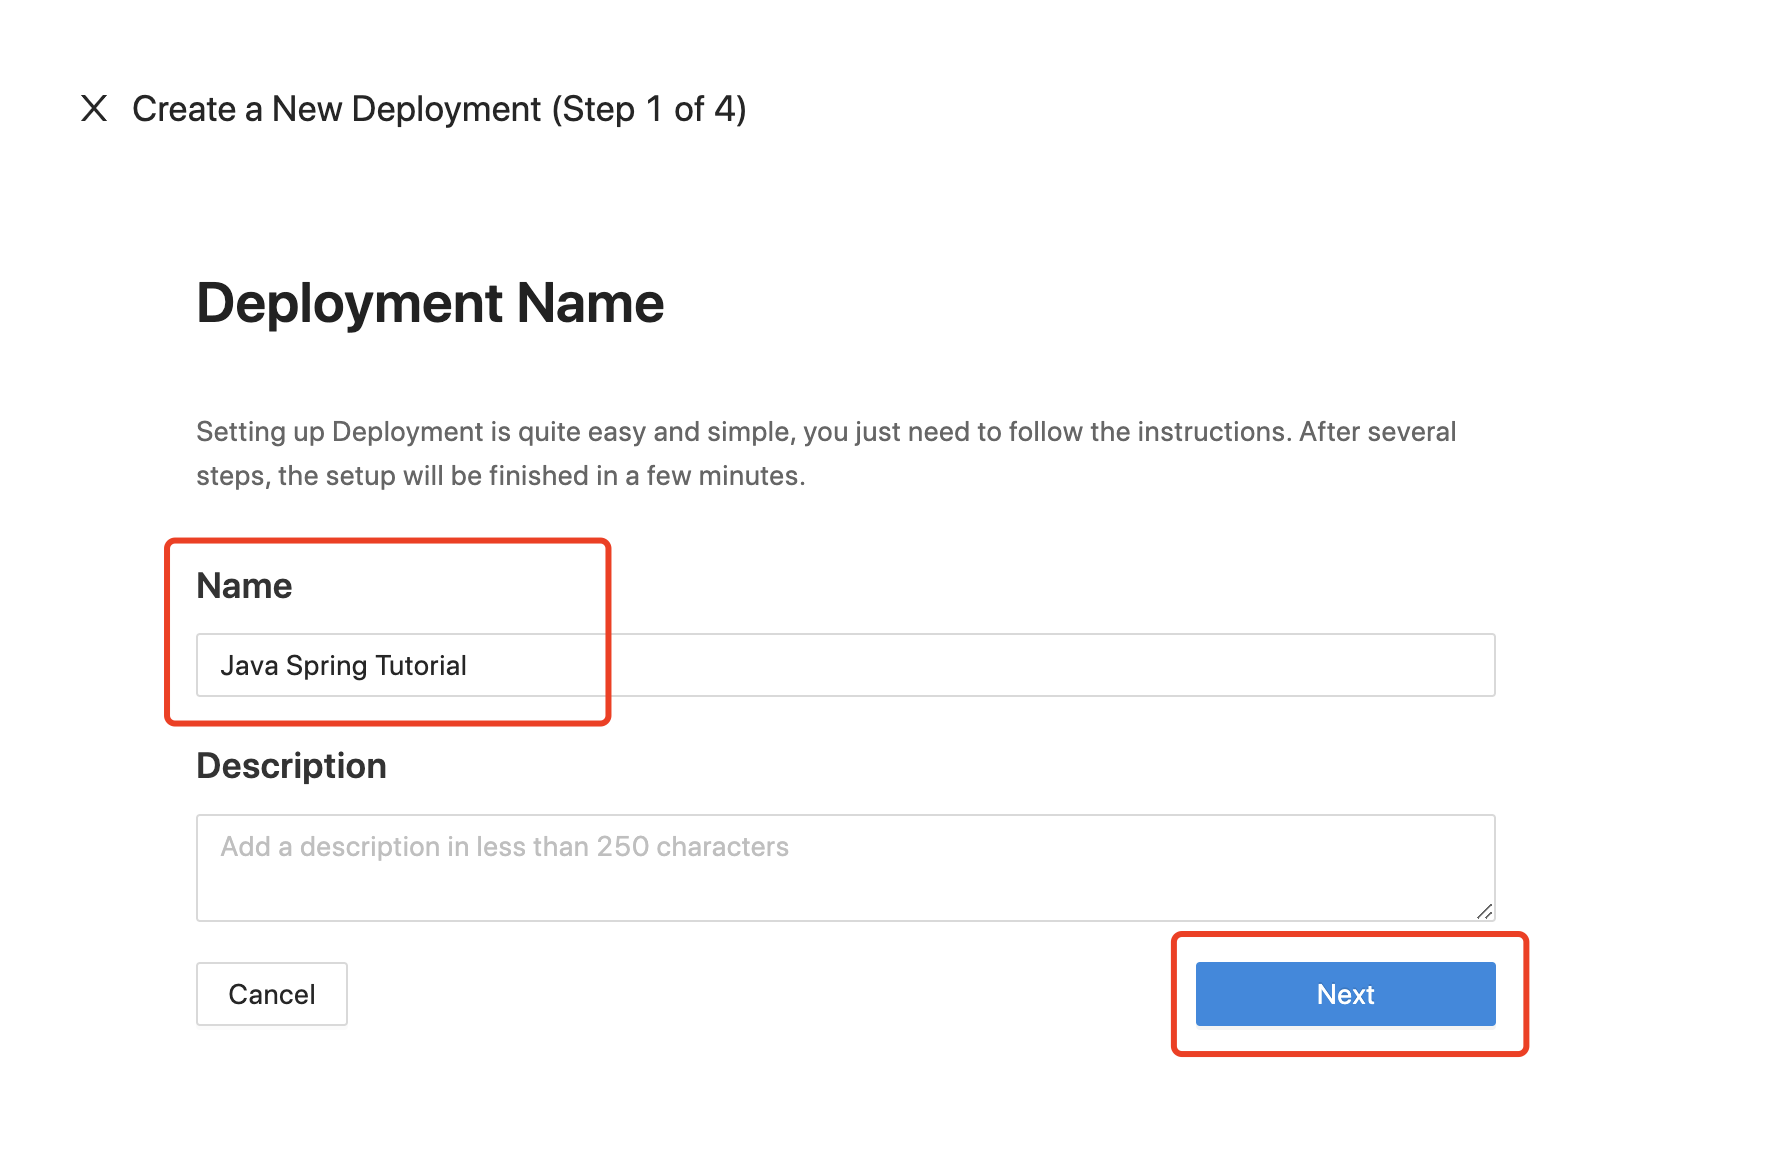 X Create a New Deployment (Step 1 of 4)
Deployment Name
Setting up Deployment is quite easy and simple, you just need to follow the instructions. After several
steps, the setup will be finished in a few minutes.
Name
Java Spring Tutorial
Description
Add a description in less than 250 characters
Cancel
Next